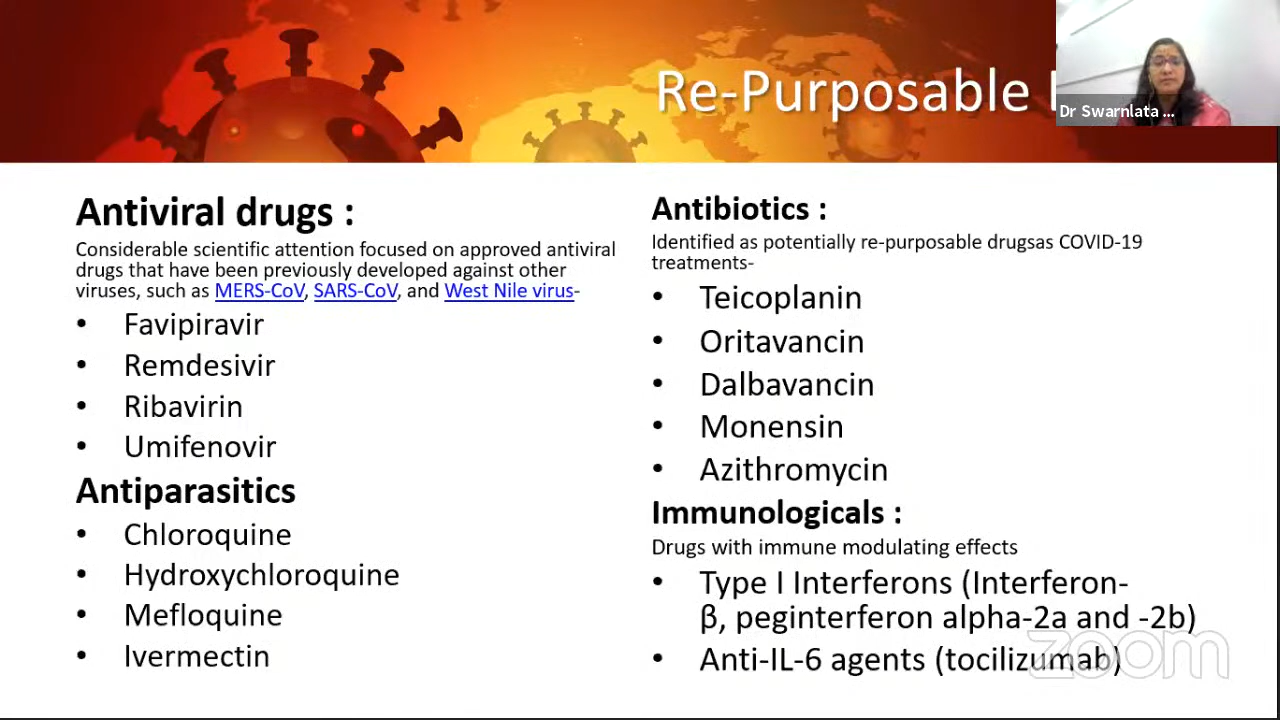 Re-Purposable
Dr Swarnlata ...
Antiviral drugs :
Considerable scientific attention focused on approved antiviral
drugs that have been previously developed against other
viruses, such as MERS-CoV, SARS-CoV, and West Nile virus-
• Favipiravir
• Remdesivir
• Ribavirin
• Umifenovir
Antiparasitics
• Chloroquine
• Hydroxychloroquine
• Mefloquine
• Ivermectin
Antibiotics :
Identified as potentially re-purposable drugsas COVID-19
treatments-
• Teicoplanin
• Oritavancin
• Dalbavancin
• Monensin
• Azithromycin
Immunologicals :
Drugs with immune modulating effects
• Type I Interferons (Interferon-
β, peginterferon alpha-2a and -2b)
• Anti-IL-6 agents (tocilizumab)
zoom